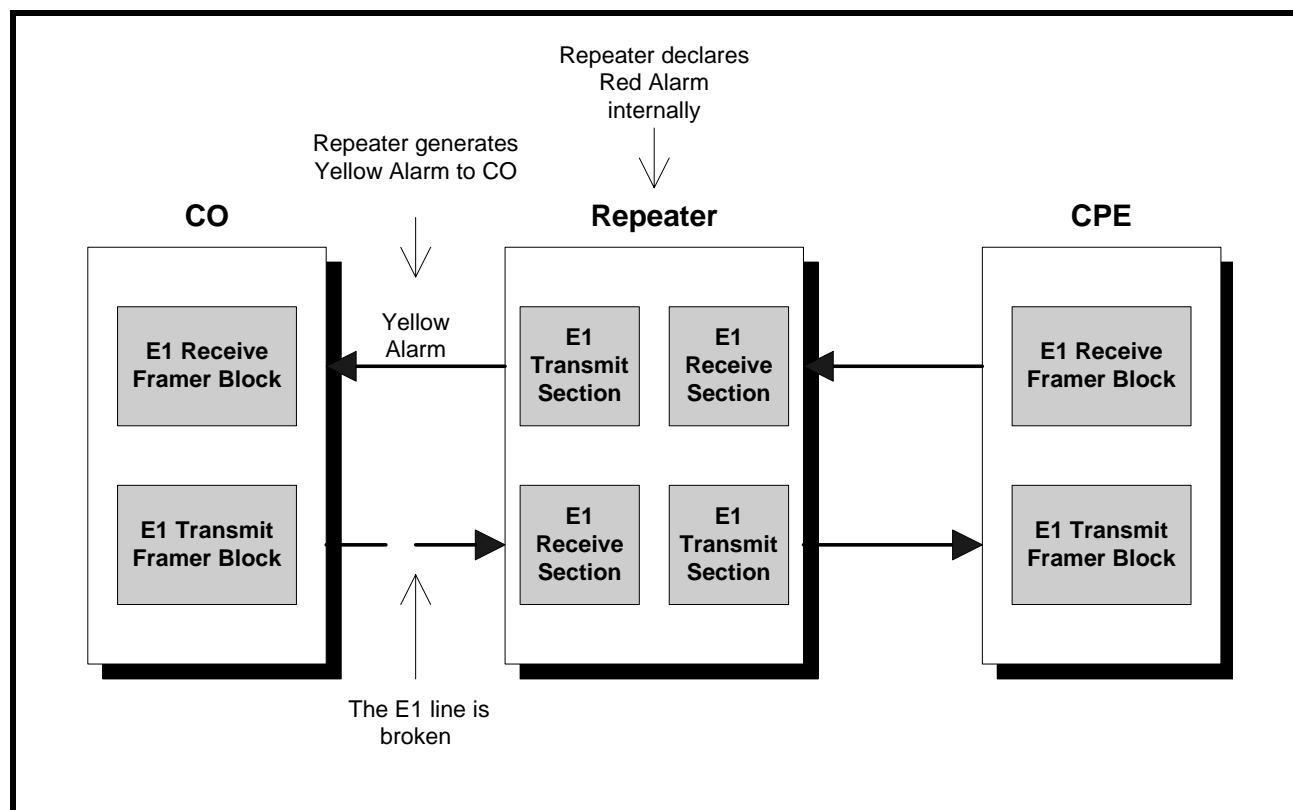 Repeater declares
Red Alarm
internally
Repeater generates
Yellow Alarm to CO
CO
Repeater
CPE
Yellow
Alarm
E1 Receive
Framer Block
E1
Transmit
Section
E1
Receive
Section
E1 Receive
Framer Block
E1 Transmit
Framer Block
E1
Receive
Section
E1
Transmit
Section
E1 Transmit
Framer Block
The E1 line is
broken